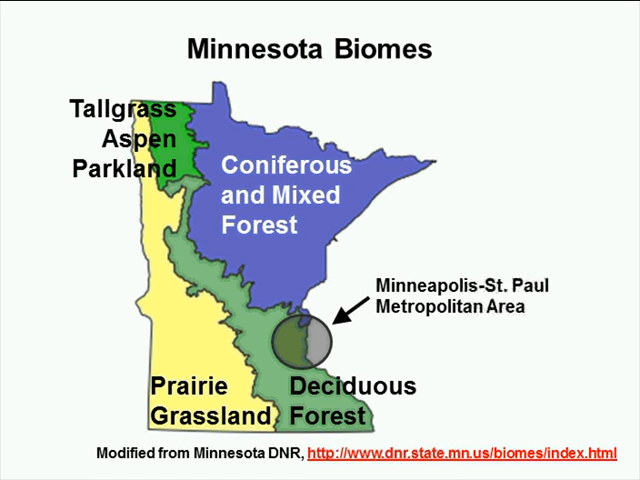 Minnesota Biomes
Tallgrass
Aspen
Parkland
Coniferous
and Mixed
Forest
Minneapolis-St. Paul
Metropolitan Area
Prairie
Grassland
Deciduous
Forest
Modified from Minnesota DNR, http://www.dnr.state.mn.us/biomes/index.html